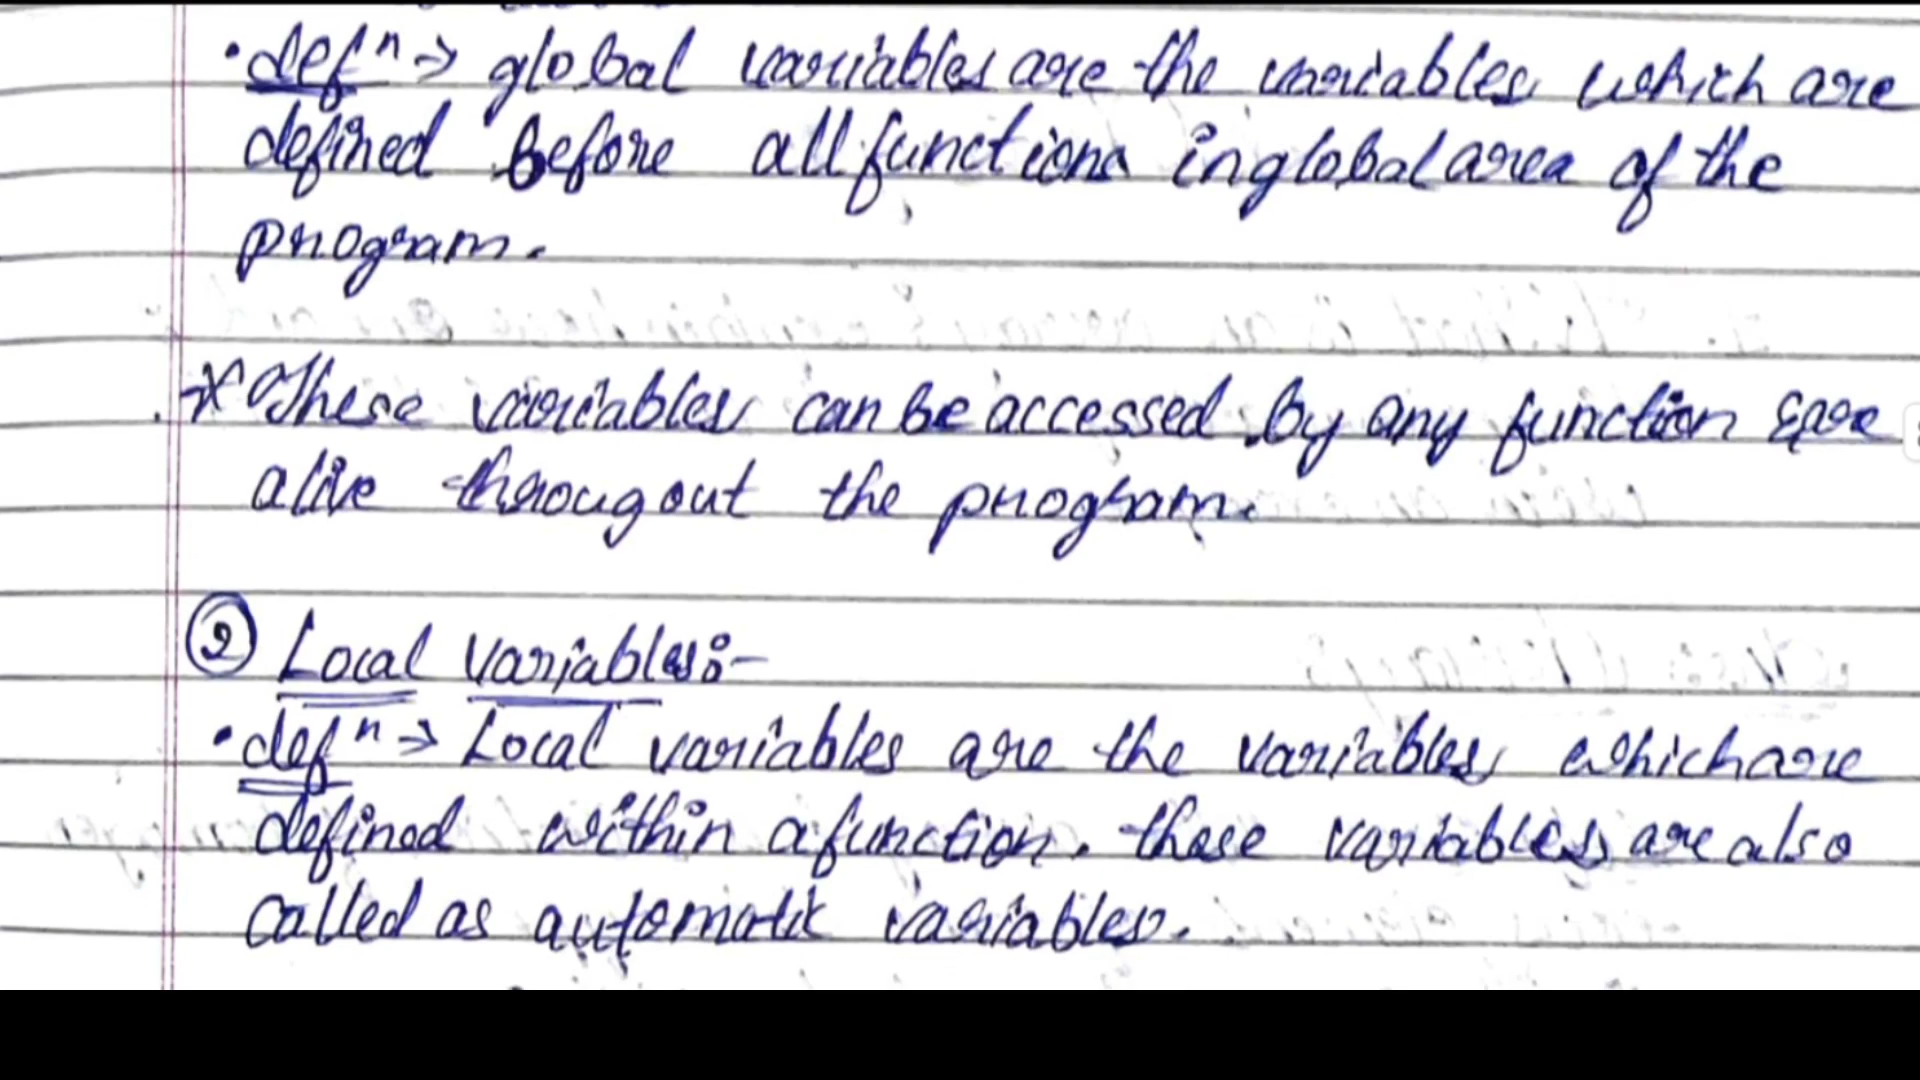 • defⁿ → global variables are the variables which are
defined before all functions in global area of the
program.
* These variables can be accessed by any function & are
alive througout the program.
② Local Variables:-
• defⁿ → Local variables are the variables which are
defined within a function. these variables are also
called as automatic variables.